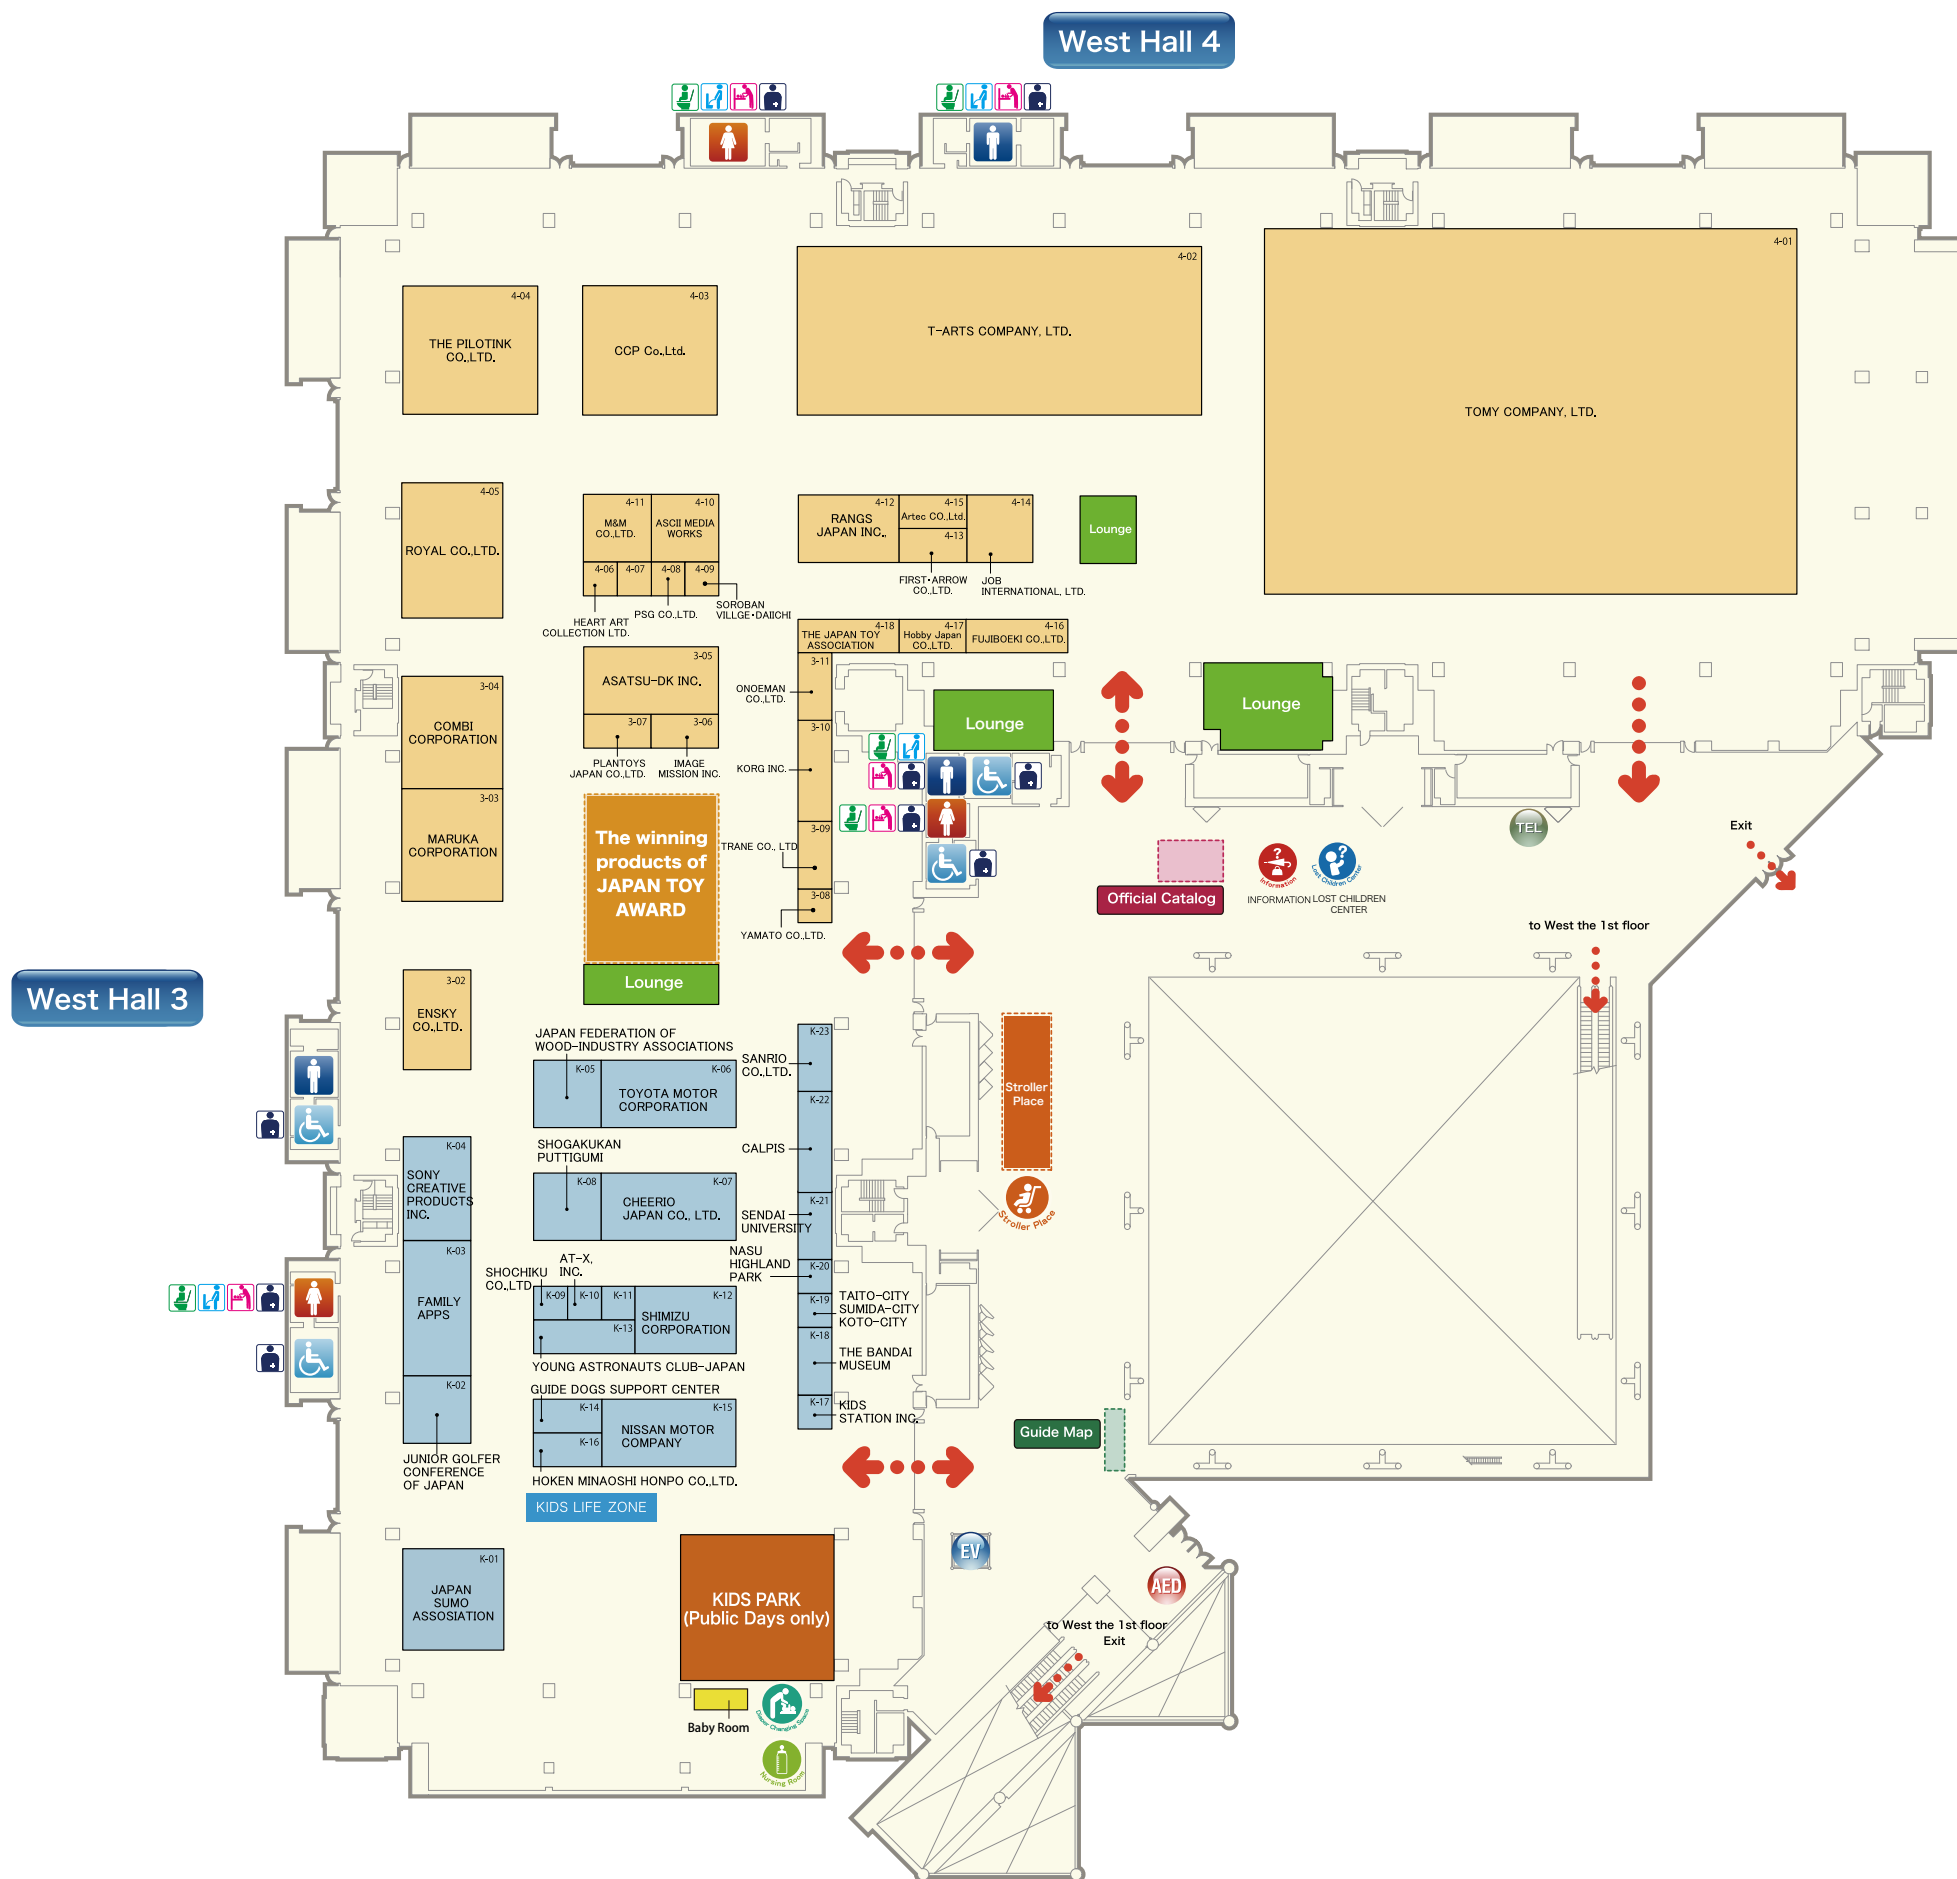 West Hall 4
4-04
THE PILOTINK
CO.,LTD.
4-03
CCP Co.,Ltd.
4-02
T-ARTS COMPANY, LTD.
4-01
TOMY COMPANY, LTD.
4-05
ROYAL CO.,LTD.
4-11
M&M
CO.,LTD.
4-10
ASCII MEDIA
WORKS
4-06
4-07
4-08
4-09
HEART ART
COLLECTION LTD.
PSG CO.,LTD.
SOROBAN
VILLGE・DAIICHI
4-12
RANGS
JAPAN INC.,
4-15
Artec CO.,Ltd.
4-13
4-14
FIRST・ARROW
CO.,LTD.
JOB
INTERNATIONAL, LTD.
Lounge
4-18
THE JAPAN TOY
ASSOCIATION
4-17
Hobby Japan
CO.,LTD.
4-16
FUJIBOEKI CO.,LTD.
3-04
COMBI
CORPORATION
3-03
MARUKA
CORPORATION
3-05
ASATSU-DK INC.
3-07
3-06
PLANTOYS
JAPAN CO.,LTD.
IMAGE
MISSION INC.
3-11
ONOEMAN
CO.,LTD.
3-10
KORG INC.
3-09
TRANE CO., LTD
3-08
YAMATO CO.,LTD.
Lounge
Lounge
The winning
products of
JAPAN TOY
AWARD
Lounge
TEL
Exit
Official Catalog
Information
INFORMATION
Lost Children Center
LOST CHILDREN
CENTER
to West the 1st floor
West Hall 3
3-02
ENSKY
CO.,LTD.
JAPAN FEDERATION OF
WOOD-INDUSTRY ASSOCIATIONS
K-05
K-06
TOYOTA MOTOR
CORPORATION
K-23
SANRIO
CO.,LTD.
K-22
CALPIS
K-21
SENDAI
UNIVERSITY
NASU
HIGHLAND
PARK
K-20
K-19
TAITO-CITY
SUMIDA-CITY
KOTO-CITY
K-18
THE BANDAI
MUSEUM
K-17
KIDS
STATION INC.
Stroller
Place
Stroller Place
K-04
SONY
CREATIVE
PRODUCTS
INC.
K-03
FAMILY
APPS
K-02
JUNIOR GOLFER
CONFERENCE
OF JAPAN
SHOGAKUKAN
PUTTIGUMI
K-08
K-07
CHEERIO
JAPAN CO., LTD.
SHOCHIKU
CO.,LTD
AT-X,
INC.
K-09
K-10
K-11
K-12
SHIMIZU
CORPORATION
K-13
YOUNG ASTRONAUTS CLUB-JAPAN
GUIDE DOGS SUPPORT CENTER
K-14
K-15
NISSAN MOTOR
COMPANY
K-16
HOKEN MINAOSHI HONPO CO.,LTD.
KIDS LIFE ZONE
Guide Map
K-01
JAPAN
SUMO
ASSOSIATION
KIDS PARK
(Public Days only)
EV
AED
to West the 1st floor
Exit
Baby Room
Diaper Changing Space
Nursing Room